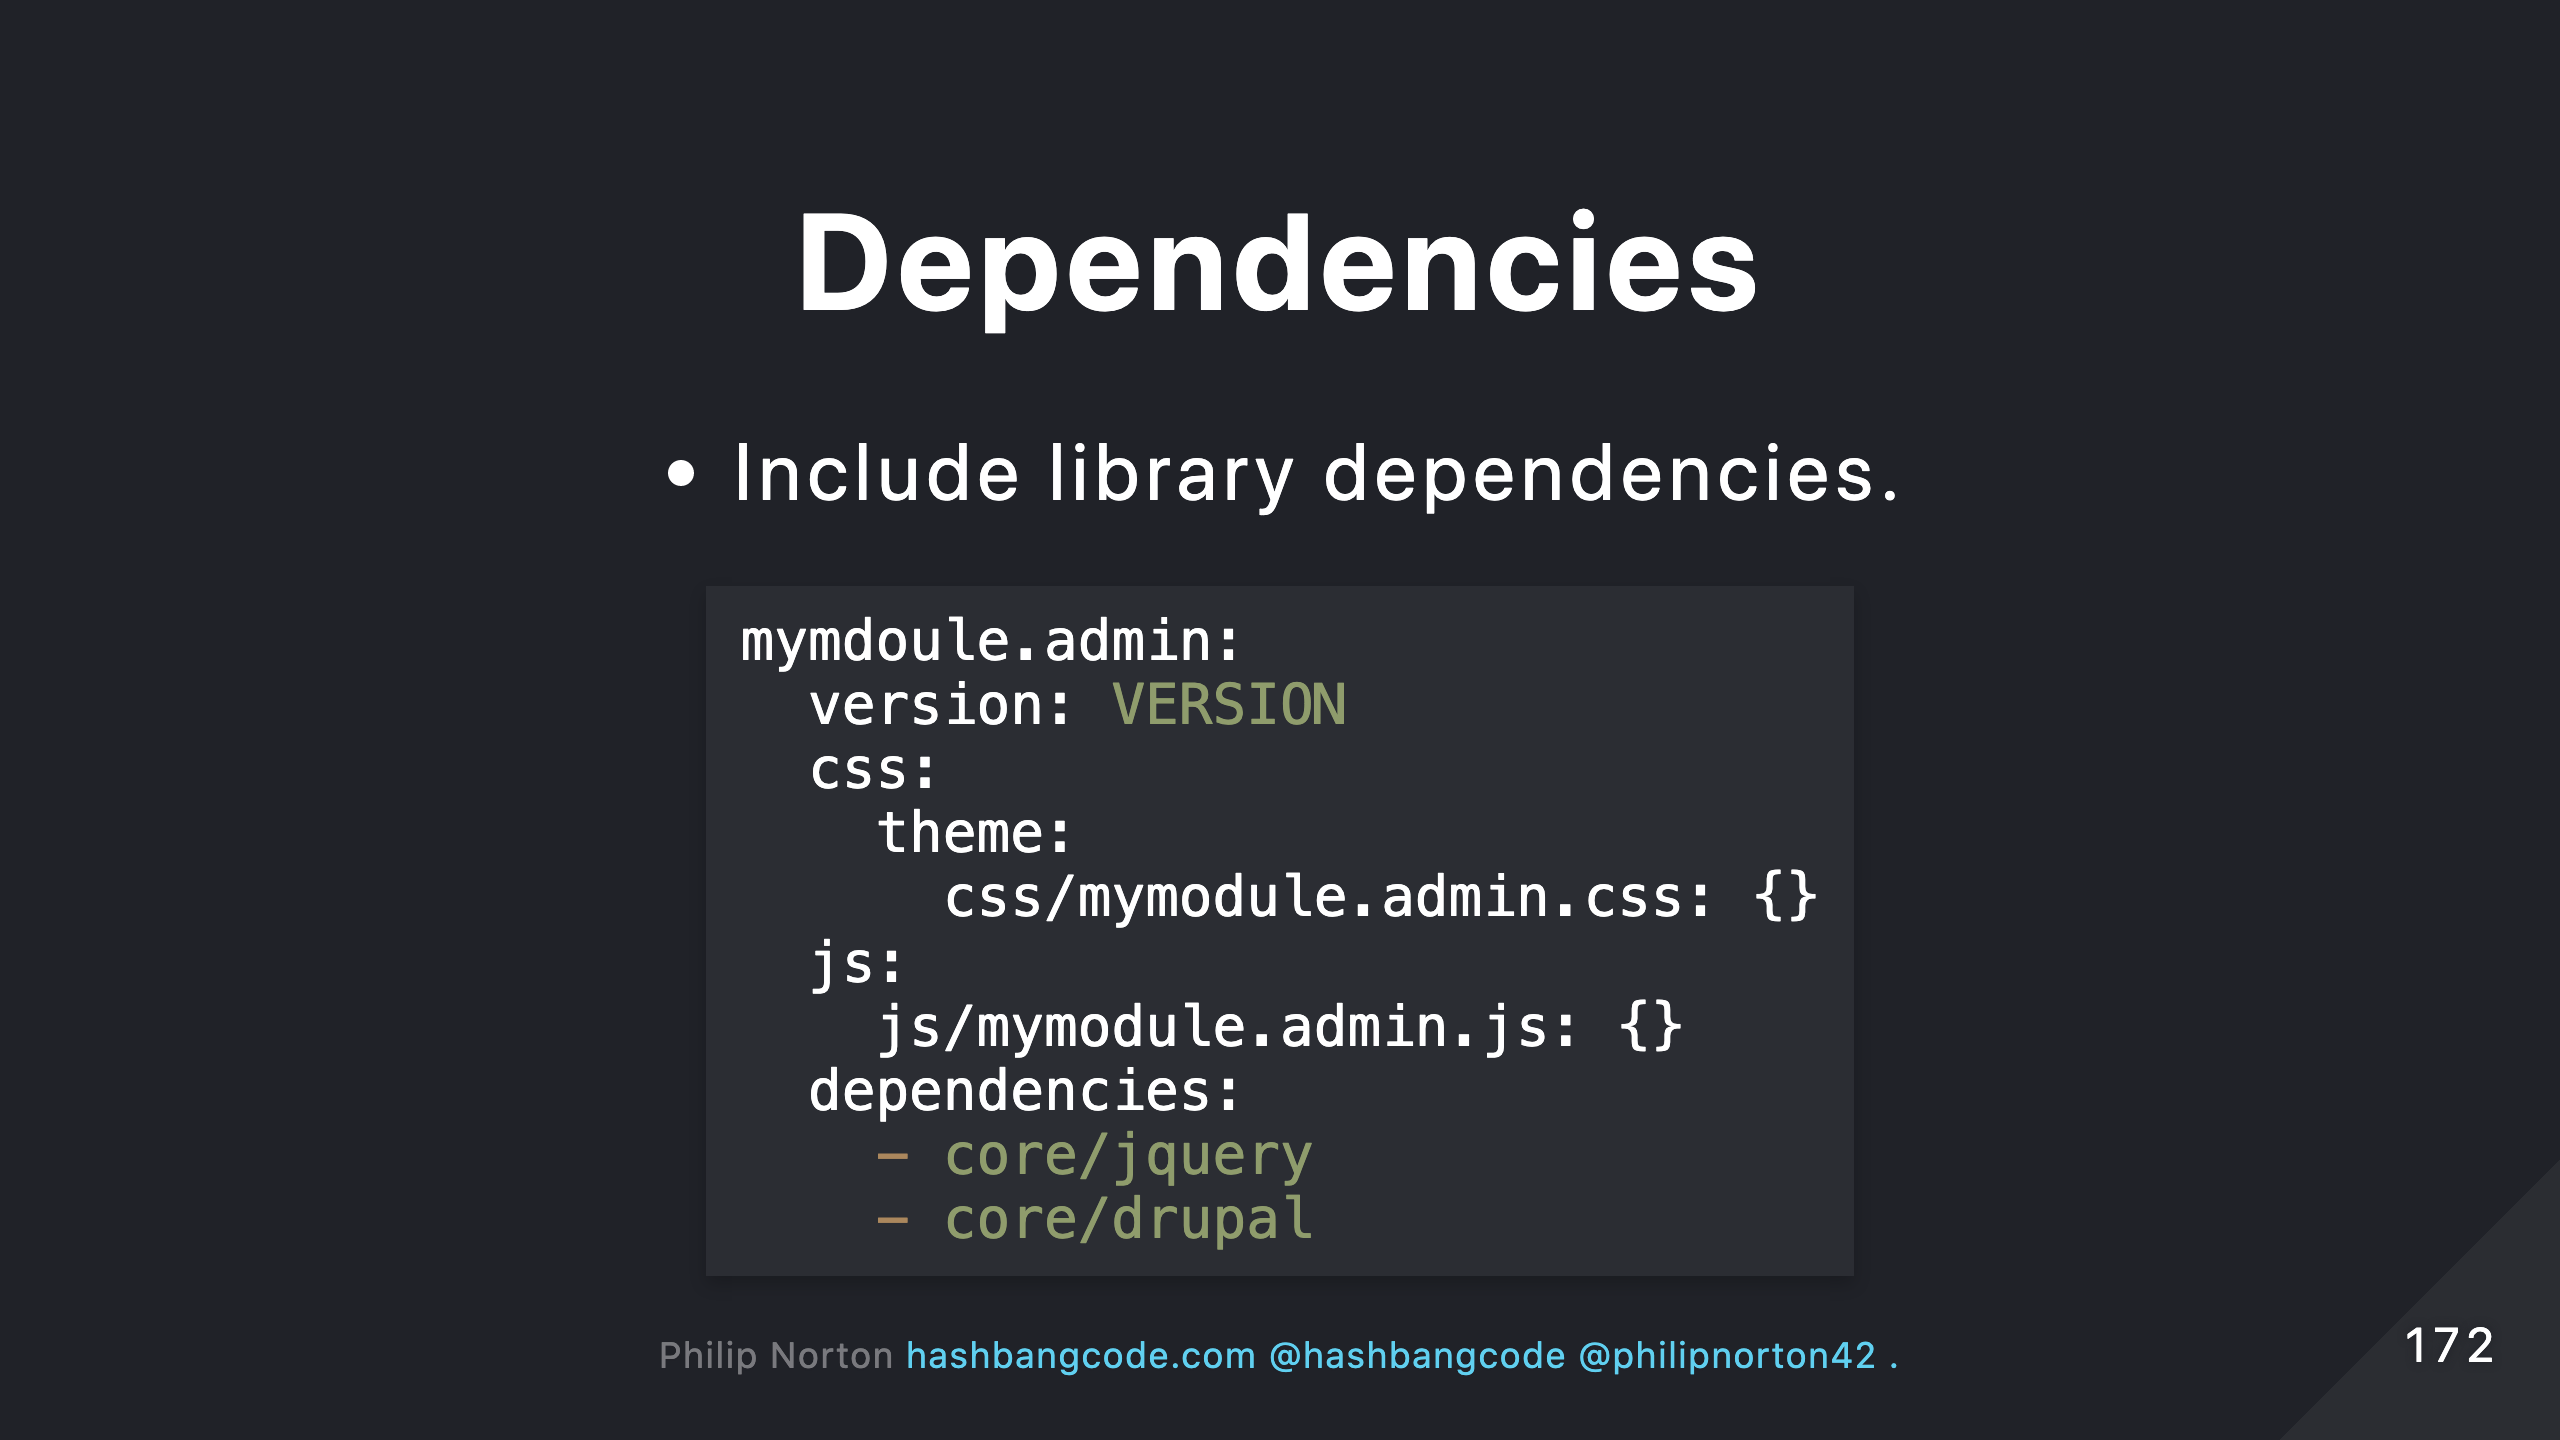 Dependencies
• Include library dependencies.
mymdoule.admin:
  version: VERSION
  css:
    theme:
      css/mymodule.admin.css: {}
  js:
    js/mymodule.admin.js: {}
  dependencies:
    - core/jquery
    - core/drupal
Philip Norton hashbangcode.com @hashbangcode @philipnorton42 .
172